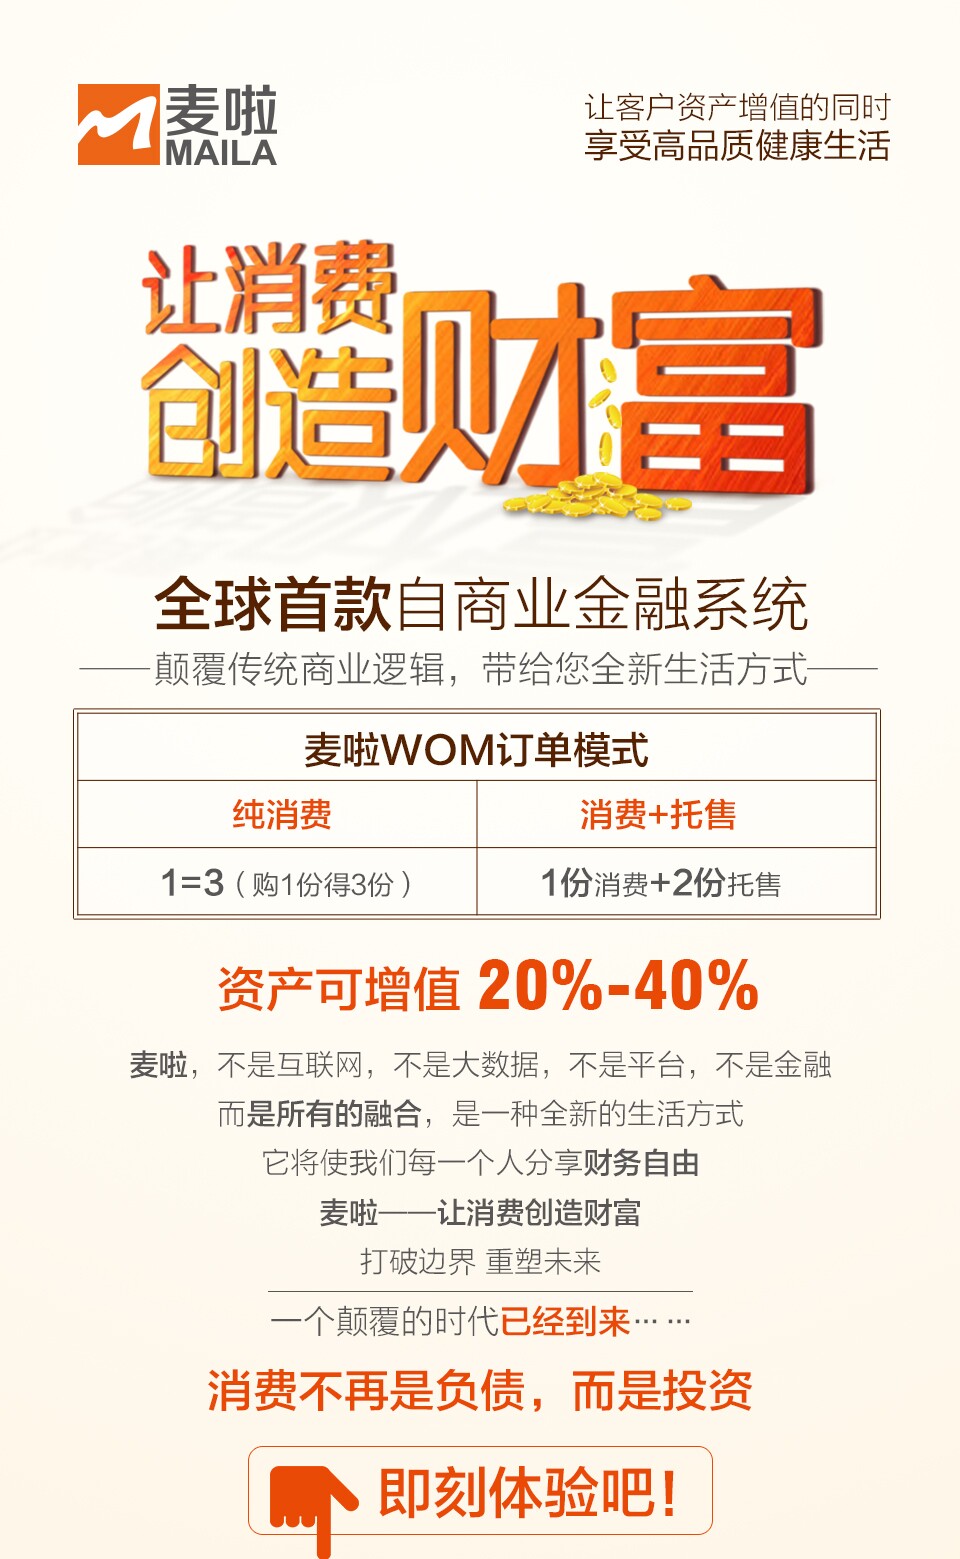 麦啦
MAILA
让客户资产增值的同时
享受高品质健康生活
让消费
创造财富
全球首款自商业金融系统
——颠覆传统商业逻辑，带给您全新生活方式——
麦啦WOM订单模式
纯消费
消费+托售
1=3（购1份得3份）
1份消费+2份托售
资产可增值 20%-40%
麦啦，不是互联网，不是大数据，不是平台，不是金融
而是所有的融合，是一种全新的生活方式
它将使我们每一个人分享财务自由
麦啦——让消费创造财富
打破边界 重塑未来
一个颠覆的时代已经到来……
消费不再是负债，而是投资
即刻体验吧！